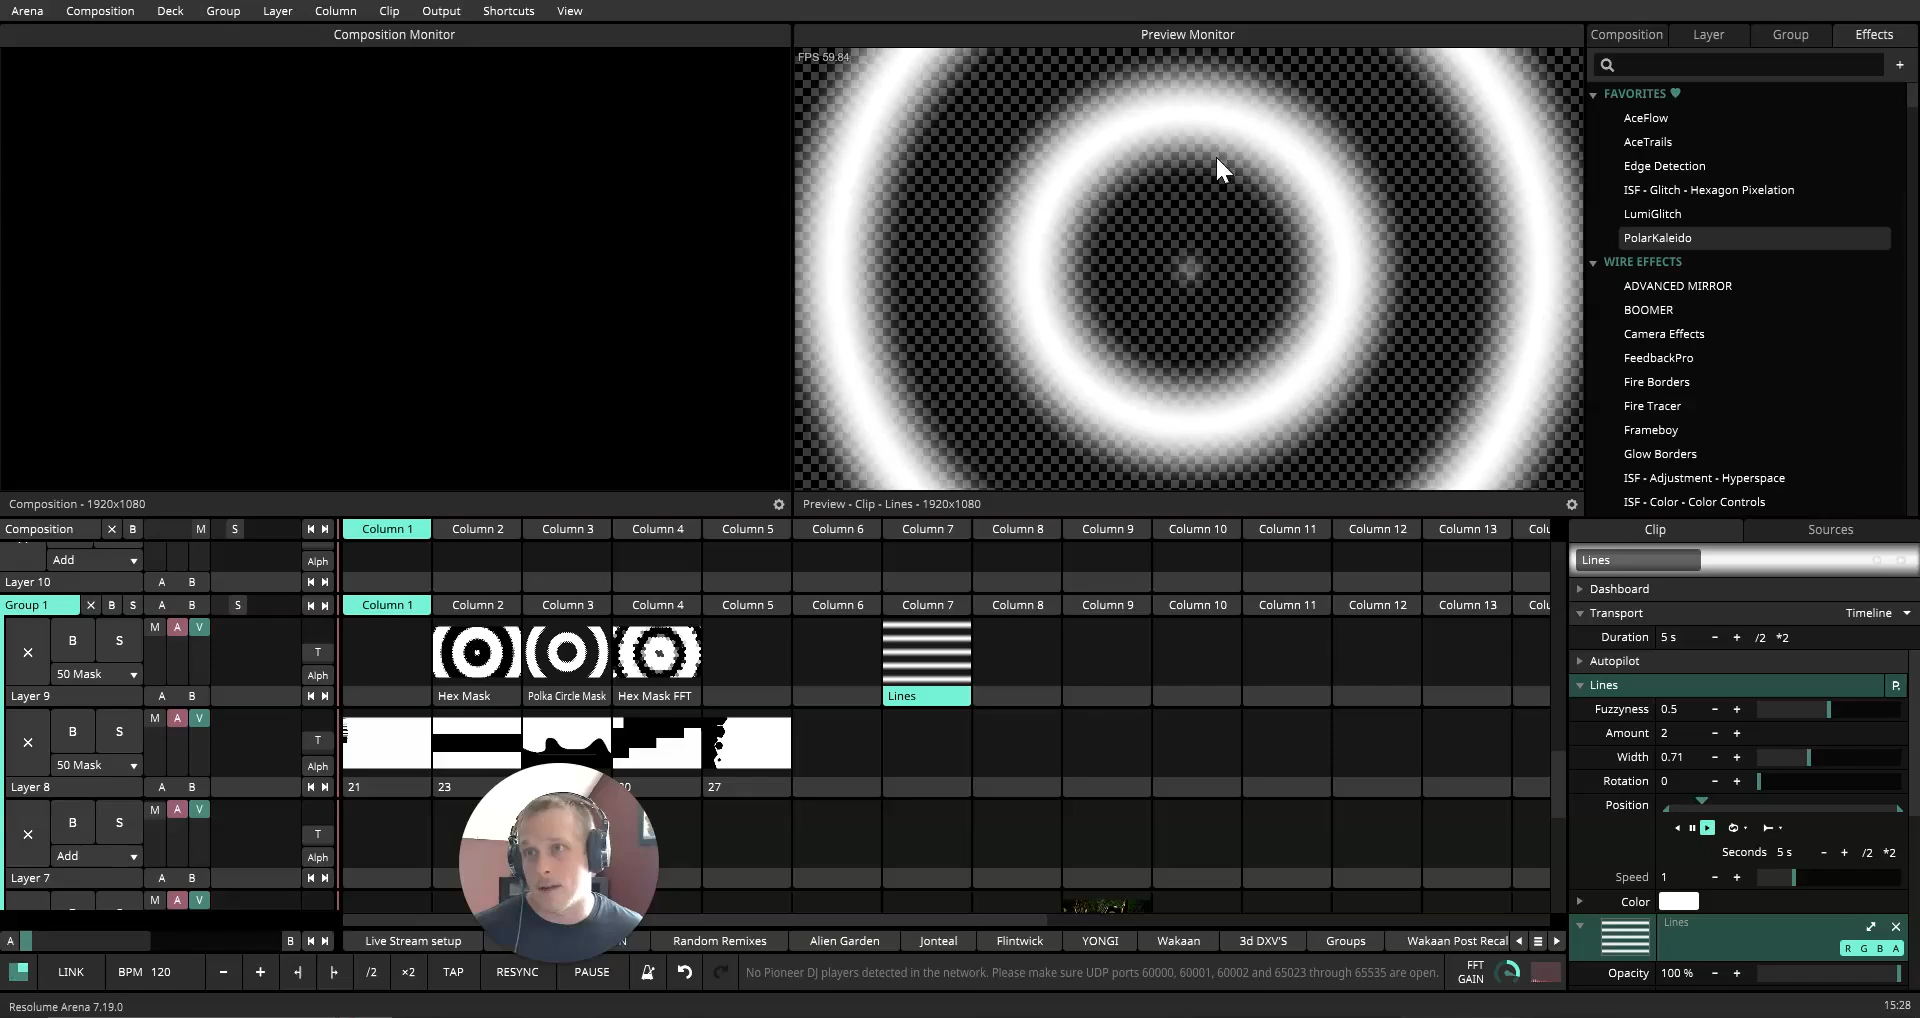 Arena Composition Deck Group Layer Column Clip Output Shortcuts View
Composition Monitor
Preview Monitor
FPS 59.84
Composition Layer Group Effects
FAVORITES
AceFlow
AceTrails
Edge Detection
ISF - Glitch - Hexagon Pixelation
LumiGlitch
PolarKaleido
WIRE EFFECTS
ADVANCED MIRROR
BOOMER
Camera Effects
FeedbackPro
Fire Borders
Fire Tracer
Frameboy
Glow Borders
ISF - Adjustment - Hyperspace
ISF - Color - Color Controls
Composition - 1920x1080
Preview - Clip - Lines - 1920x1080
Composition X B M S Column 1 Column 2 Column 3 Column 4 Column 5 Column 6 Column 7 Column 8 Column 9 Column 10 Column 11 Column 12 Column 13 Colu
Add Alph
Layer 10 A B
Group 1 X B S A B S Column 1 Column 2 Column 3 Column 4 Column 5 Column 6 Column 7 Column 8 Column 9 Column 10 Column 11 Column 12 Column 13 Colu
X B S M A V T
50 Mask Alph
Layer 9 A B Hex Mask Polka Circle Mask Hex Mask FFT Lines
X B S M A V T
50 Mask Alph
Layer 8 A B 21 23 27
X B S M A V T
Add Alph
Layer 7 A B
M A V
A B Live Stream setup N Random Remixes Alien Garden Jonteal Flintwick YONGI Wakaan 3d DXV'S Groups Wakaan Post Recal
LINK BPM 120 - + /2 ×2 TAP RESYNC PAUSE No Pioneer DJ players detected in the network. Please make sure UDP ports 60000, 60001, 60002 and 65023 through 65535 are open. FFT GAIN
Clip Sources
Lines
Dashboard
Transport Timeline
Duration 5 s - + /2 *2
Autopilot
Lines P.
Fuzzyness 0.5 - +
Amount 2 - +
Width 0.71 - +
Rotation 0 - +
Position
Seconds 5 s - + /2 *2
Speed 1 - +
Color
Lines
R G B A
Opacity 100 % - +
Resolume Arena 7.19.0
15:28